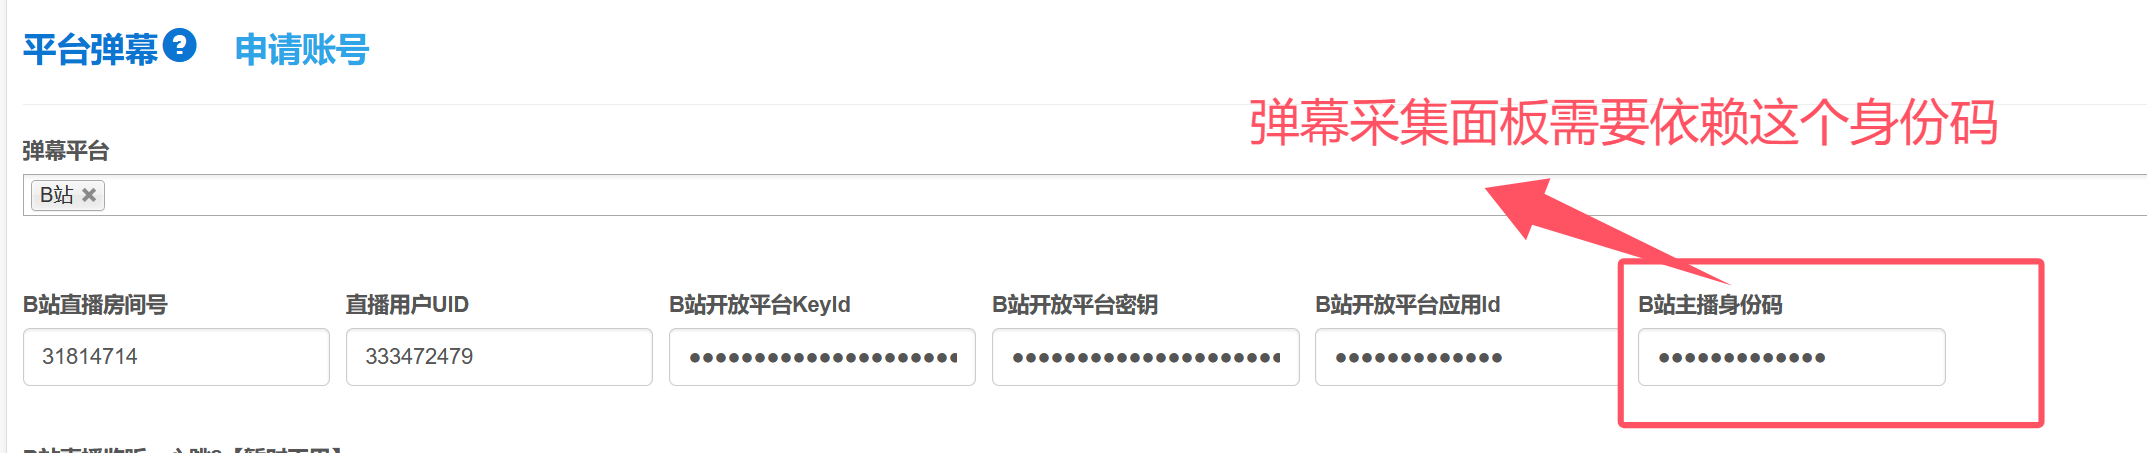 平台弹幕? 申请账号
弹幕采集面板需要依赖这个身份码
弹幕平台
B站 ×
B站直播房间号 直播用户UID B站开放平台KeyId B站开放平台密钥 B站开放平台应用Id B站主播身份码
31814714 333472479